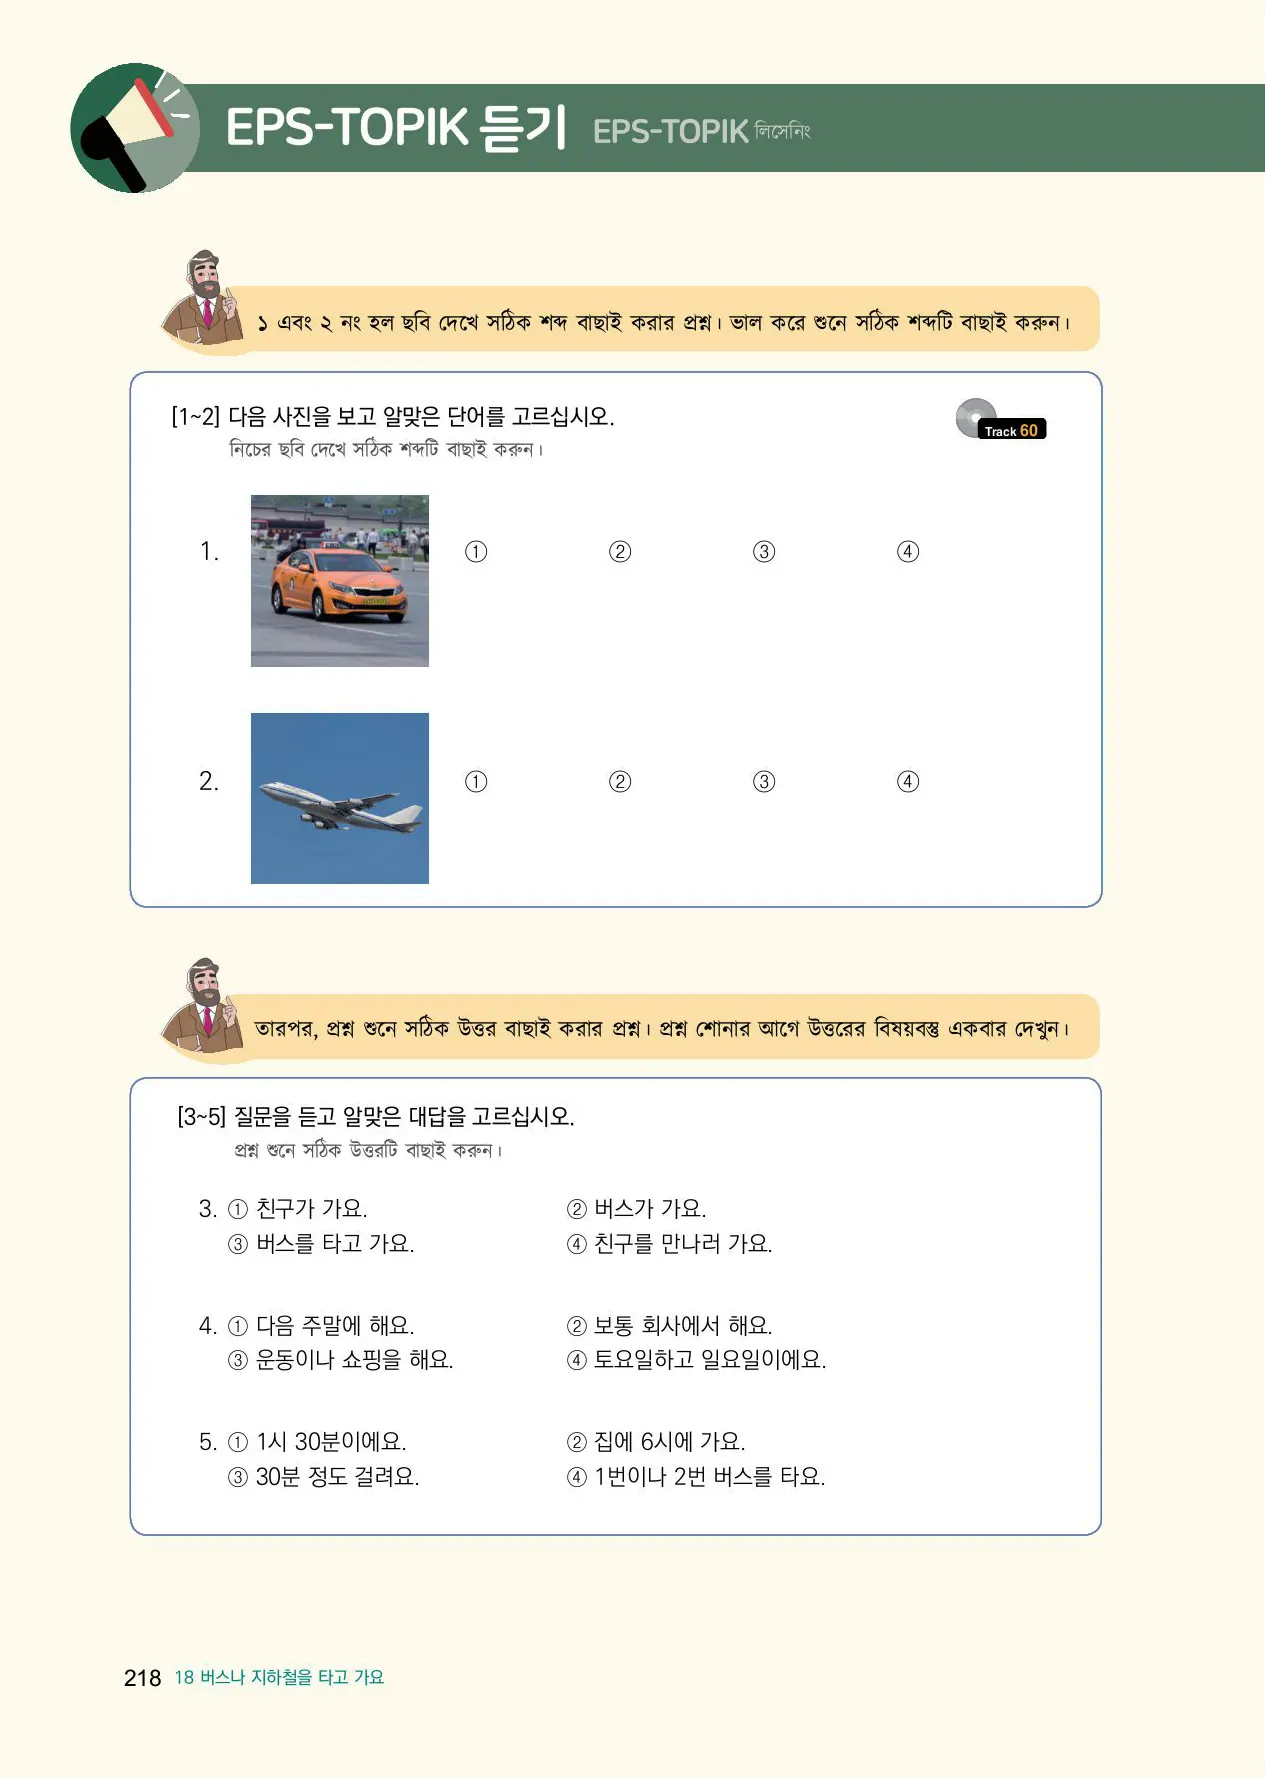 EPS-TOPIK 듣기 EPS-TOPIK লিসেনিং
১ এবং ২ নং হল ছবি দেখে সঠিক শব্দ বাছাই করার প্রশ্ন। ভাল করে শুনে সঠিক শব্দটি বাছাই করুন।
[1~2] 다음 사진을 보고 알맞은 단어를 고르십시오.
Track 60
নিচের ছবি দেখে সঠিক শব্দটি বাছাই করুন।
1. ① ② ③ ④
2. ① ② ③ ④
তারপর, প্রশ্ন শুনে সঠিক উত্তর বাছাই করার প্রশ্ন। প্রশ্ন শোনার আগে উত্তরের বিষয়বস্তু একবার দেখুন।
[3~5] 질문을 듣고 알맞은 대답을 고르십시오.
প্রশ্ন শুনে সঠিক উত্তরটি বাছাই করুন।
3. ① 친구가 가요. ② 버스가 가요.
③ 버스를 타고 가요. ④ 친구를 만나러 가요.
4. ① 다음 주말에 해요. ② 보통 회사에서 해요.
③ 운동이나 쇼핑을 해요. ④ 토요일하고 일요일이에요.
5. ① 1시 30분이에요. ② 집에 6시에 가요.
③ 30분 정도 걸려요. ④ 1번이나 2번 버스를 타요.
218 18 버스나 지하철을 타고 가요